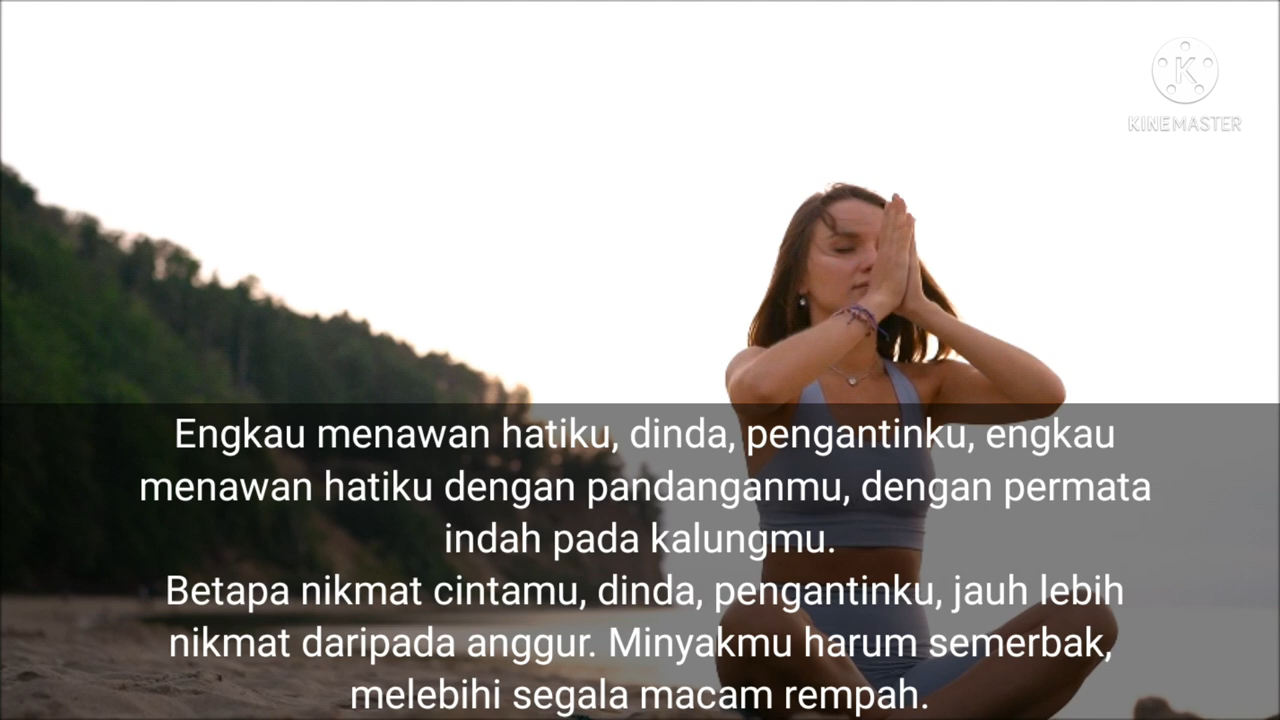 KINEMASTER
Engkau menawan hatiku, dinda, pengantinku, engkau
menawan hatiku dengan pandanganmu, dengan permata
indah pada kalungmu.
Betapa nikmat cintamu, dinda, pengantinku, jauh lebih
nikmat daripada anggur. Minyakmu harum semerbak,
melebihi segala macam rempah.